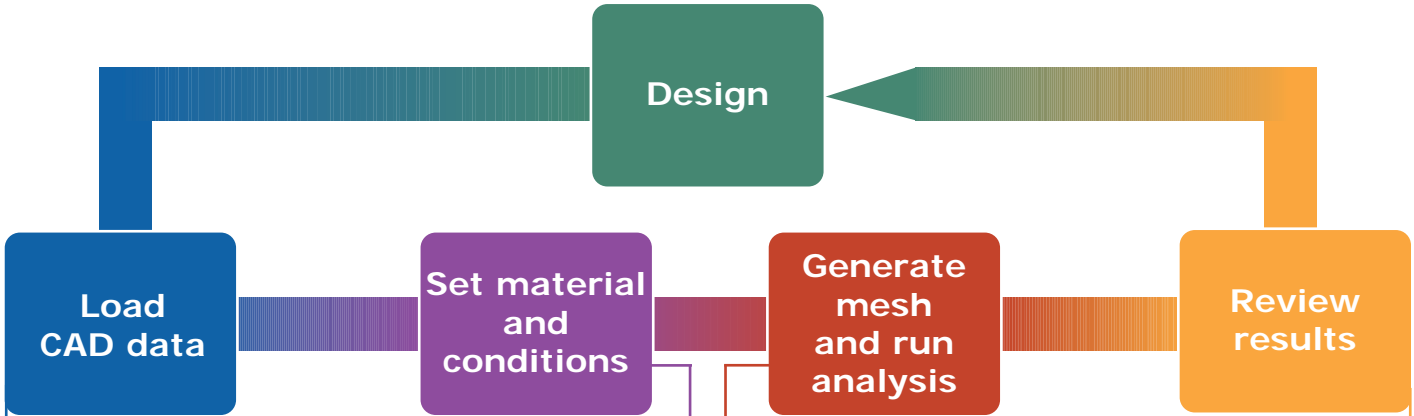 Design
Load
CAD data
Set material
and
conditions
Generate
mesh
and run
analysis
Review
results